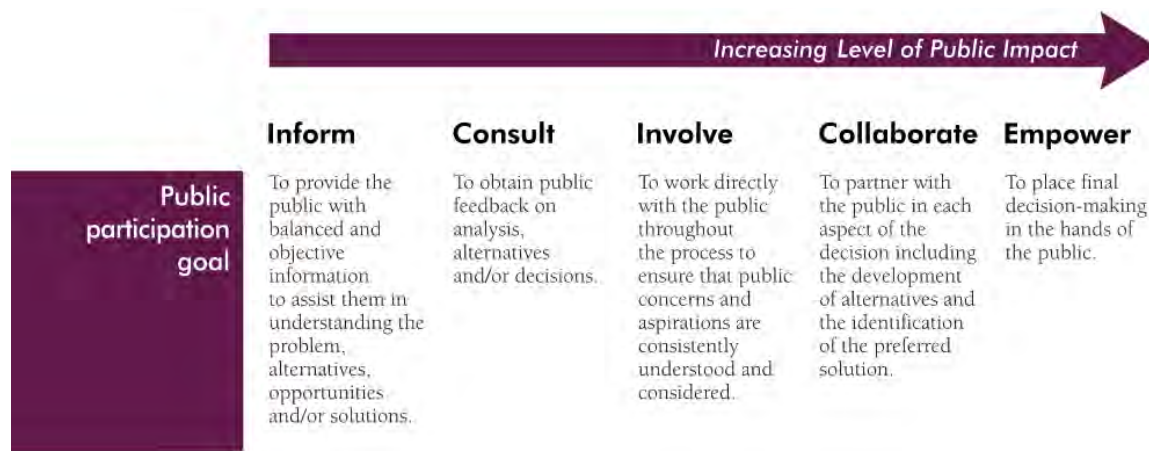 Increasing Level of Public Impact
Inform
Consult
Involve
Collaborate
Empower
Public
participation
goal
To provide the
public with
balanced and
objective
information
to assist them in
understanding the
problem,
alternatives,
opportunities
and/or solutions.
To obtain public
feedback on
analysis,
alternatives
and/or decisions.
To work directly
with the public
throughout
the process to
ensure that public
concerns and
aspirations are
consistently
understood and
considered.
To partner with
the public in each
aspect of the
decision including
the development
of alternatives and
the identification
of the preferred
solution.
To place final
decision-making
in the hands of
the public.